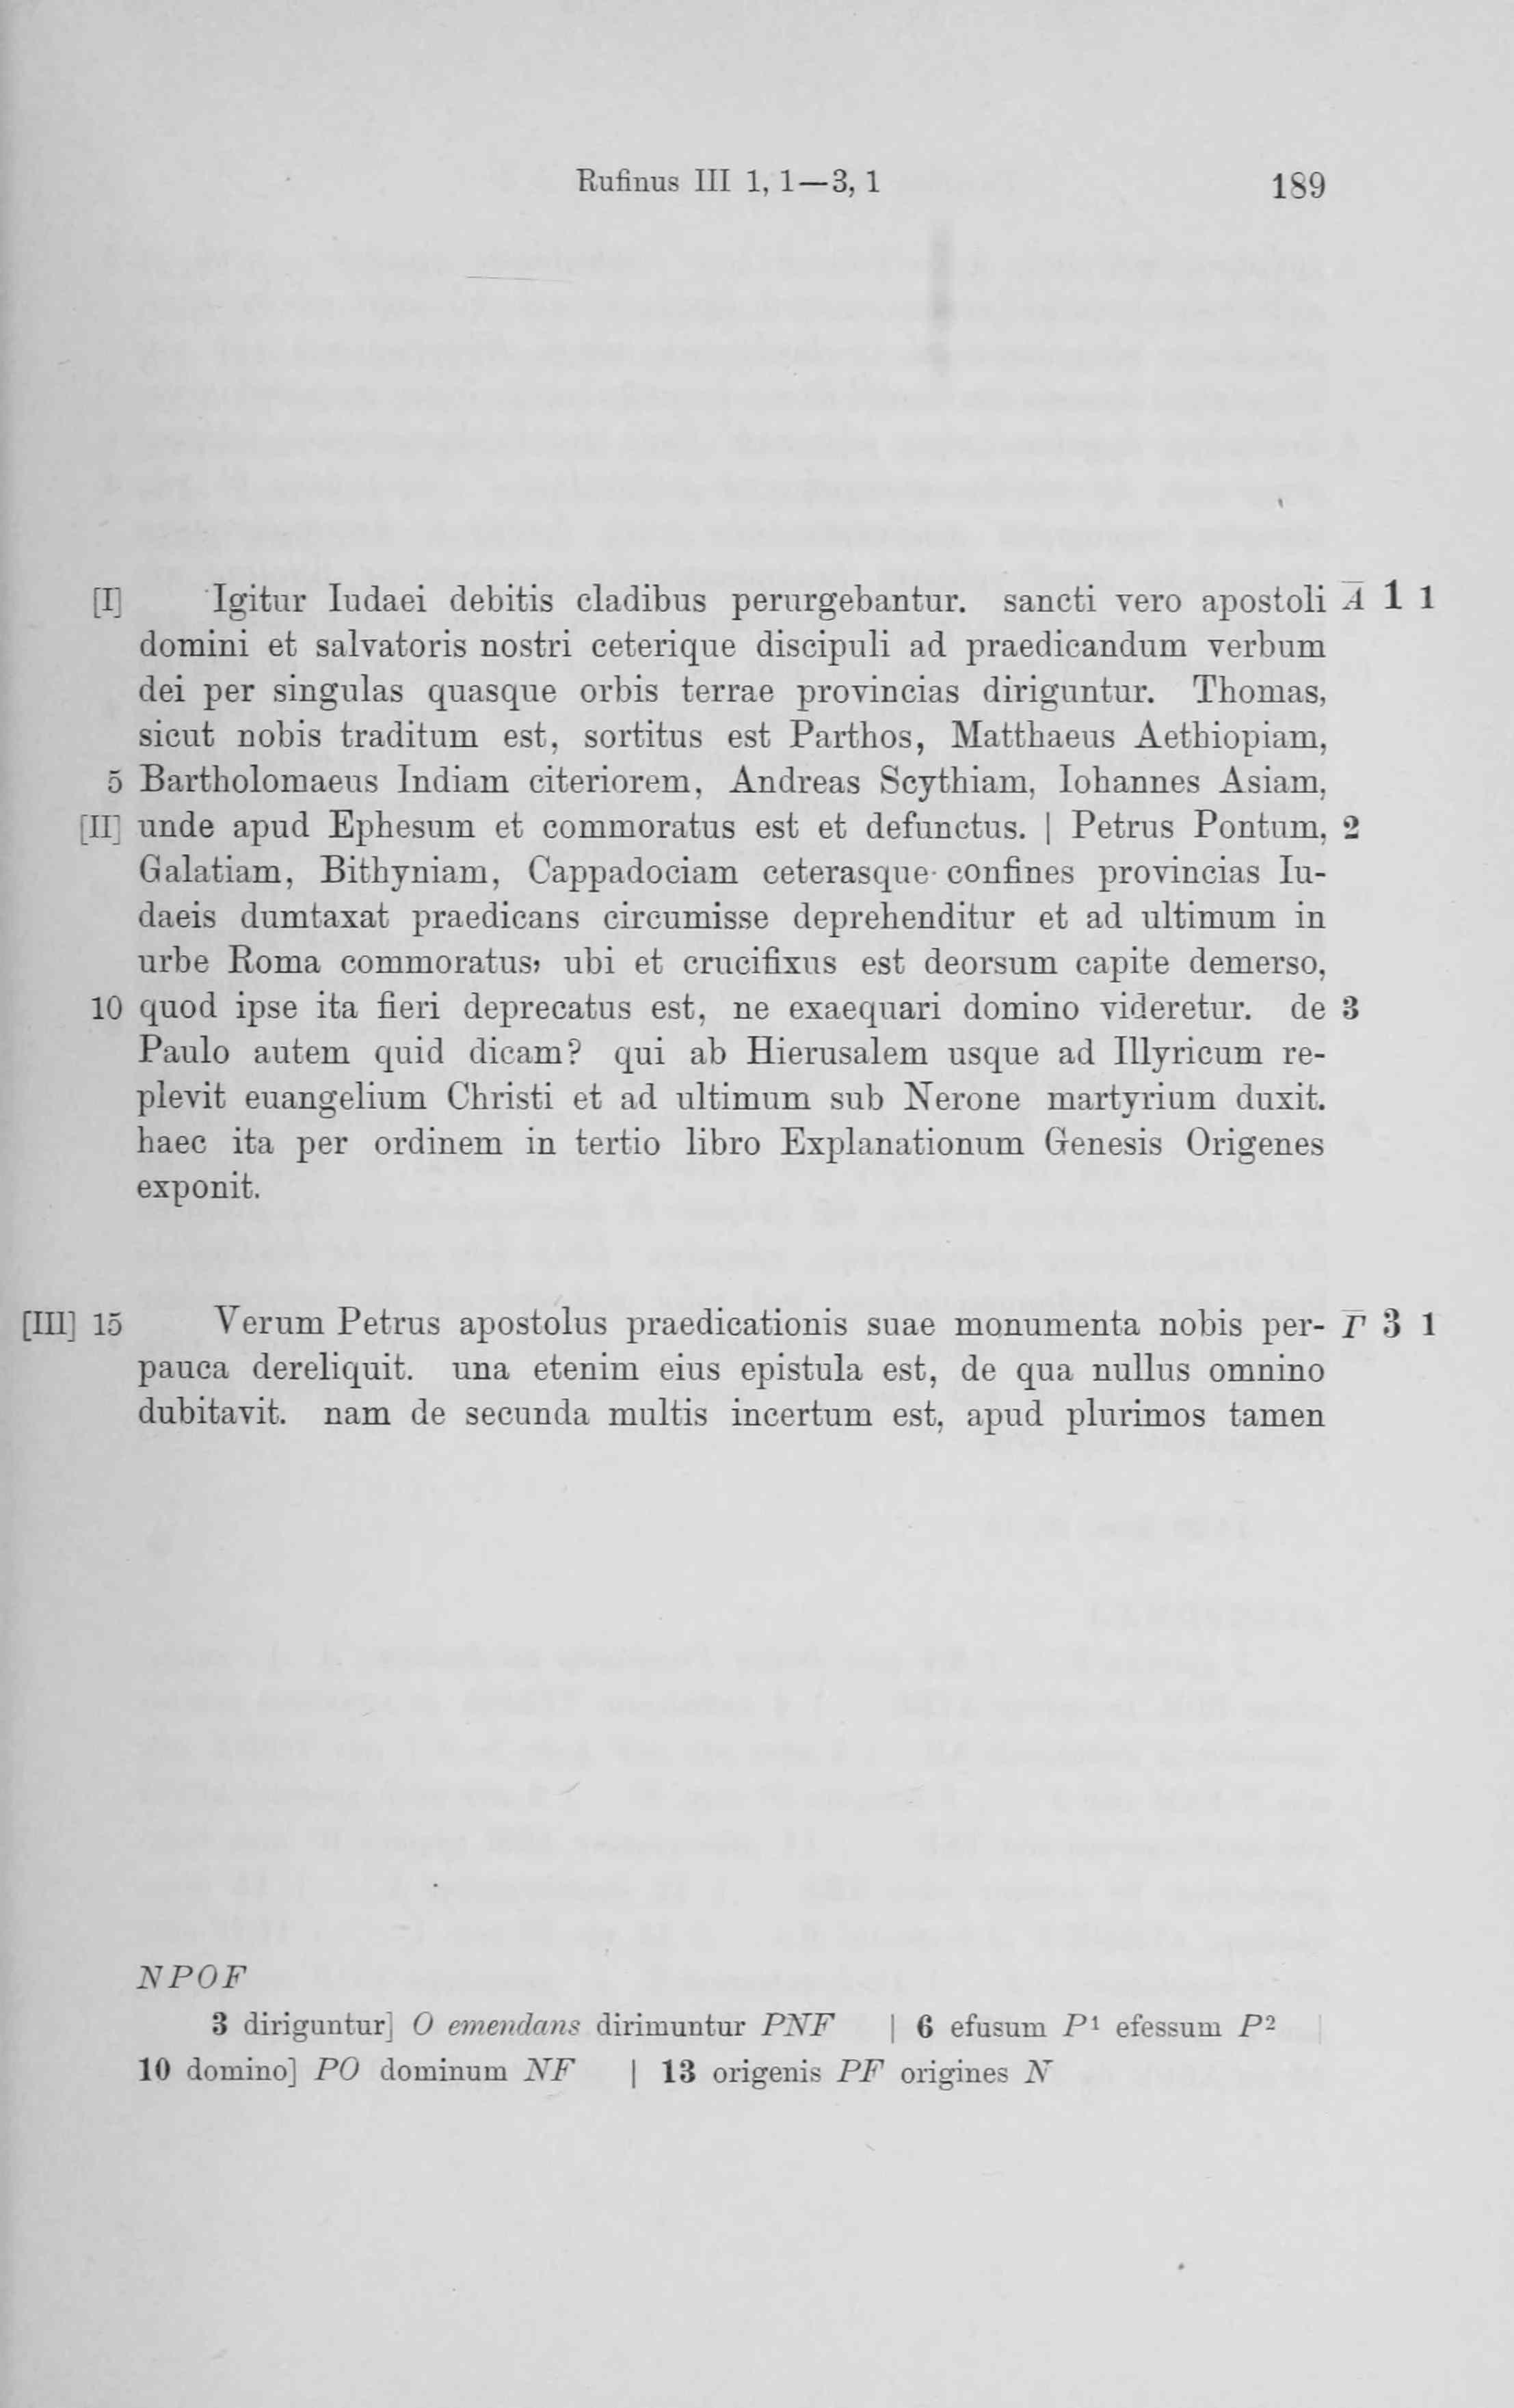 Rufinus III 1, 1—3, 1 189
[I] Igitur Iudaei debitis cladibus perurgebantur. sancti vero apostoli Ā 1 1
domini et salvatoris nostri ceterique discipuli ad praedicandum verbum
dei per singulas quasque orbis terrae provincias diriguntur. Thomas,
sicut nobis traditum est, sortitus est Parthos, Matthaeus Aethiopiam,
5 Bartholomaeus Indiam citeriorem, Andreas Scythiam, Iohannes Asiam,
[II] unde apud Ephesum et commoratus est et defunctus. | Petrus Pontum, 2
Galatiam, Bithyniam, Cappadociam ceterasque confines provincias Iu-
daeis dumtaxat praedicans circumisse deprehenditur et ad ultimum in
urbe Roma commoratus, ubi et crucifixus est deorsum capite demerso,
10 quod ipse ita fieri deprecatus est, ne exaequari domino videretur. de 3
Paulo autem quid dicam? qui ab Hierusalem usque ad Illyricum re-
plevit euangelium Christi et ad ultimum sub Nerone martyrium duxit.
haec ita per ordinem in tertio libro Explanationum Genesis Origenes
exponit.
[III] 15 Verum Petrus apostolus praedicationis suae monumenta nobis per- Γ̄ 3 1
pauca dereliquit. una etenim eius epistula est, de qua nullus omnino
dubitavit. nam de secunda multis incertum est, apud plurimos tamen
NPOF
3 diriguntur] O emendans dirimuntur PNF | 6 efusum P¹ efessum P² |
10 domino] PO dominum NF | 13 origenis PF origines N